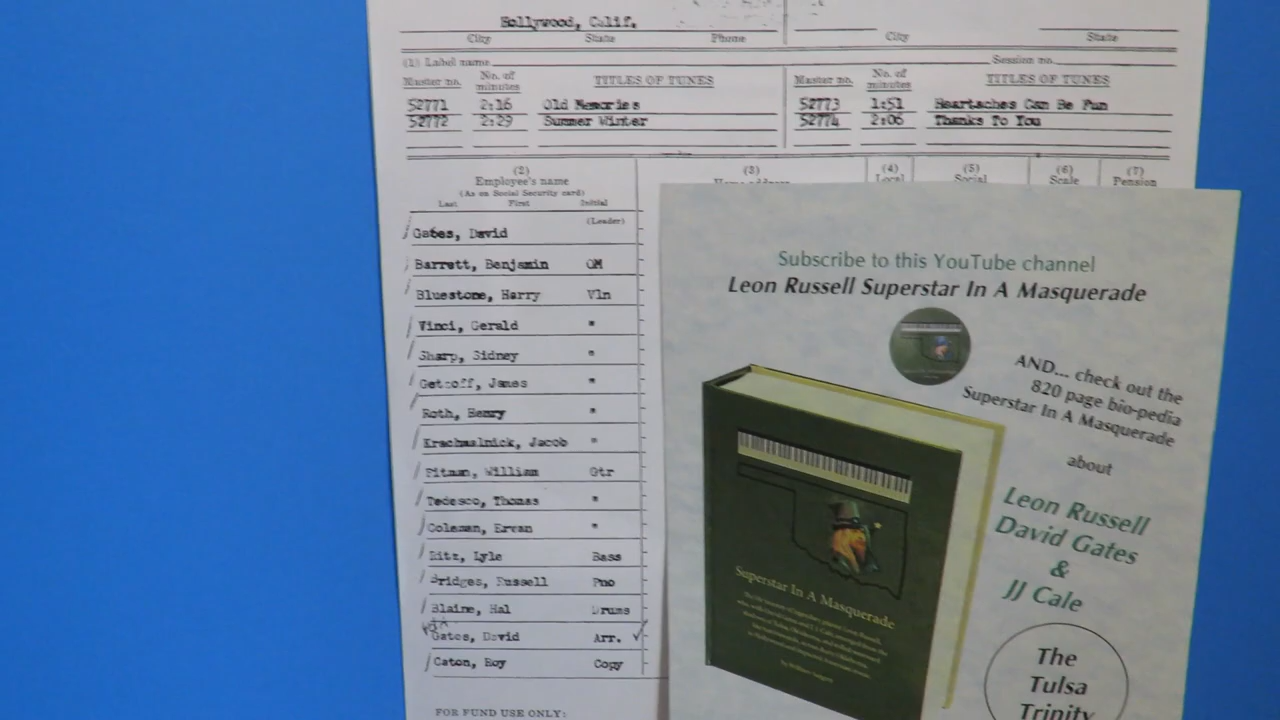 Hollywood, Calif.
City State Phone City State
(1) Label name Session no.
Master no. No. of minutes TITLES OF TUNES Master no. No. of minutes TITLES OF TUNES
52771 2:16 Old Memories 52773 1:51 Heartaches Can Be Fun
52772 2:29 Summer Winter 52774 2:06 Thanks To You
(2) (3) (4) (5) (6) (7)
Employee's name Home address Local Social Scale Pension
(As on Social Security card)
Last First Initial
(Leader)
Gates, David
Barrett, Benjamin CM
Bluestone, Harry Vln
Vinci, Gerald "
Sharp, Sidney "
Getzoff, James "
Roth, Henry "
Krachmalnick, Jacob "
Pitman, William Gtr
Tedesco, Thomas "
Coleman, Ervan "
Ritz, Lyle Bass
Bridges, Russell Pno
Blaine, Hal Drums
Gates, David Arr.
Caton, Roy Copy
FOR FUND USE ONLY:
Subscribe to this YouTube channel
Leon Russell Superstar In A Masquerade
AND... check out the
820 page bio-pedia
Superstar In A Masquerade
about
Leon Russell
David Gates
&
JJ Cale
The
Tulsa
Trinity
Superstar In A Masquerade